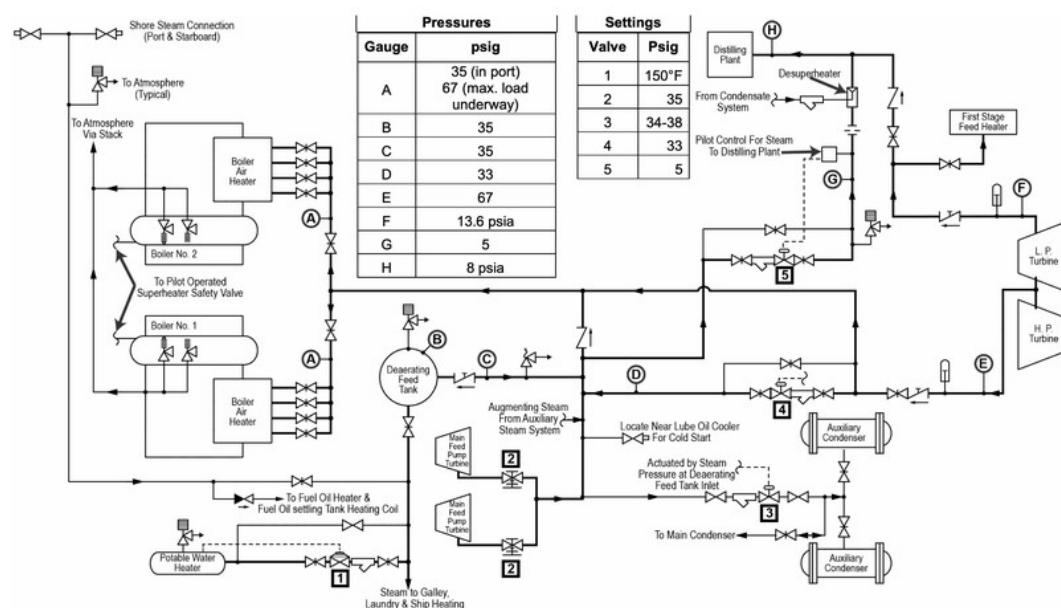 Shore Steam Connection
(Port & Starboard)
To Atmosphere
(Typical)
To Atmosphere
Via Stack
Boiler
Air
Heater
Boiler No. 2
To Pilot Operated
Superheater Safety Valve
Boiler No. 1
Boiler
Air
Heater
A
A
Pressures
Gauge psig
A 35 (in port)
67 (max. load
underway)
B 35
C 35
D 33
E 67
F 13.6 psia
G 5
H 8 psia
Settings
Valve Psig
1 150°F
2 35
3 34-38
4 33
5 5
H
Distilling
Plant
Desuperheater
From Condensate
System
Pilot Control For Steam
To Distilling Plant
G
First Stage
Feed Heater
F
L. P.
Turbine
H. P.
Turbine
5
B
Deaerating
Feed
Tank
C
D
4
E
Augmenting Steam
From Auxiliary
Steam System
Locate Near Lube Oil Cooler
For Cold Start
Auxiliary
Condenser
Main
Feed
Pump
Turbine
2
Main
Feed
Pump
Turbine
2
Actuated by Steam
Pressure at Deaerating
Feed Tank Inlet
3
To Main Condenser
Auxiliary
Condenser
To Fuel Oil Heater &
Fuel Oil settling Tank Heating Coil
Potable Water
Heater
1
Steam to Galley,
Laundry & Ship Heating